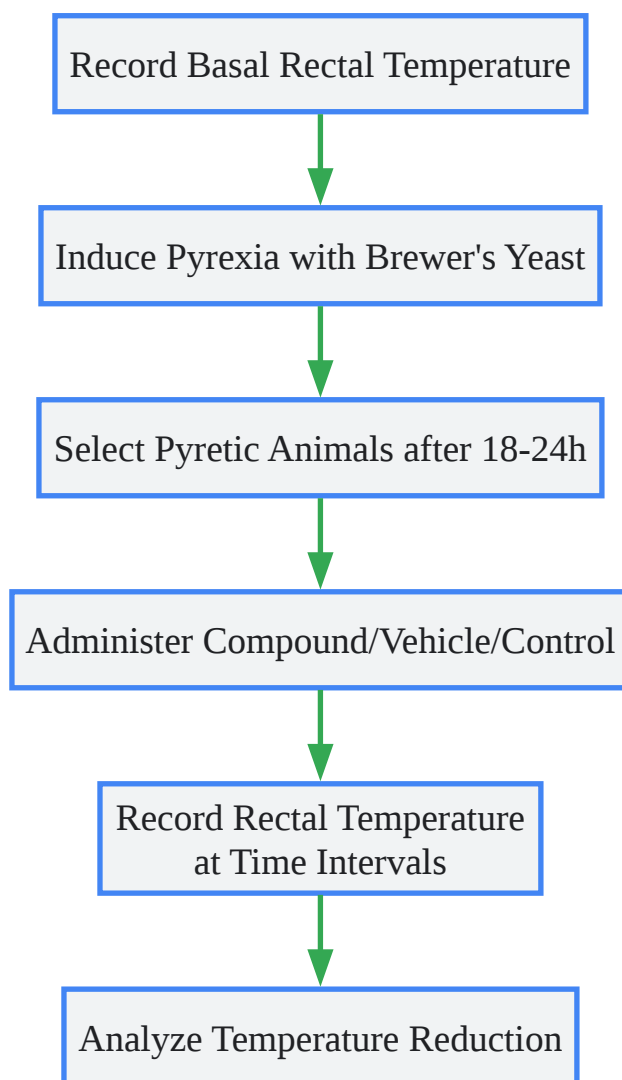 Record Basal Rectal Temperature
Induce Pyrexia with Brewer's Yeast
Select Pyretic Animals after 18-24h
Administer Compound/Vehicle/Control
Record Rectal Temperature
at Time Intervals
Analyze Temperature Reduction